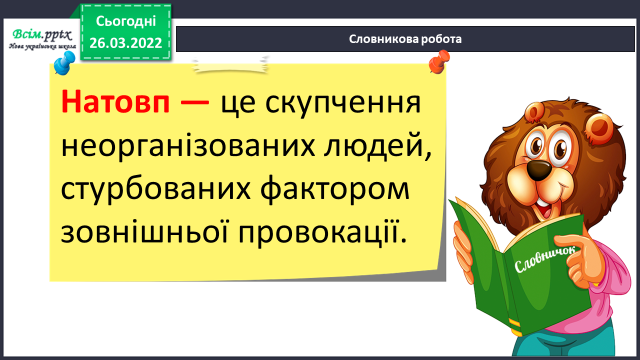 Всім.pptx
Нова українська школа
Сьогодні
26.03.2022
Словникова робота
Натовп — це скупчення
неорганізованих людей,
стурбованих фактором
зовнішньої провокації.
Словничок